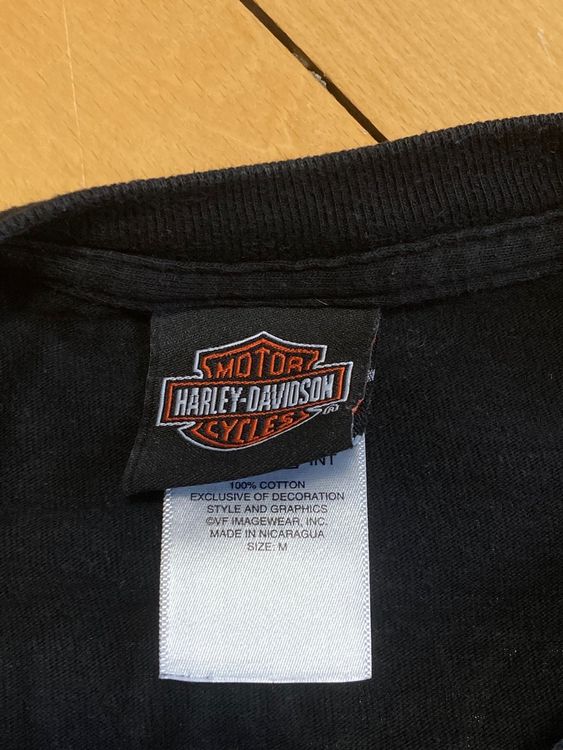 MOTOR
HARLEY-DAVIDSON
CYCLES
®
INT
100% COTTON
EXCLUSIVE OF DECORATION
STYLE AND GRAPHICS
©VF IMAGEWEAR, INC.
MADE IN NICARAGUA
SIZE: M